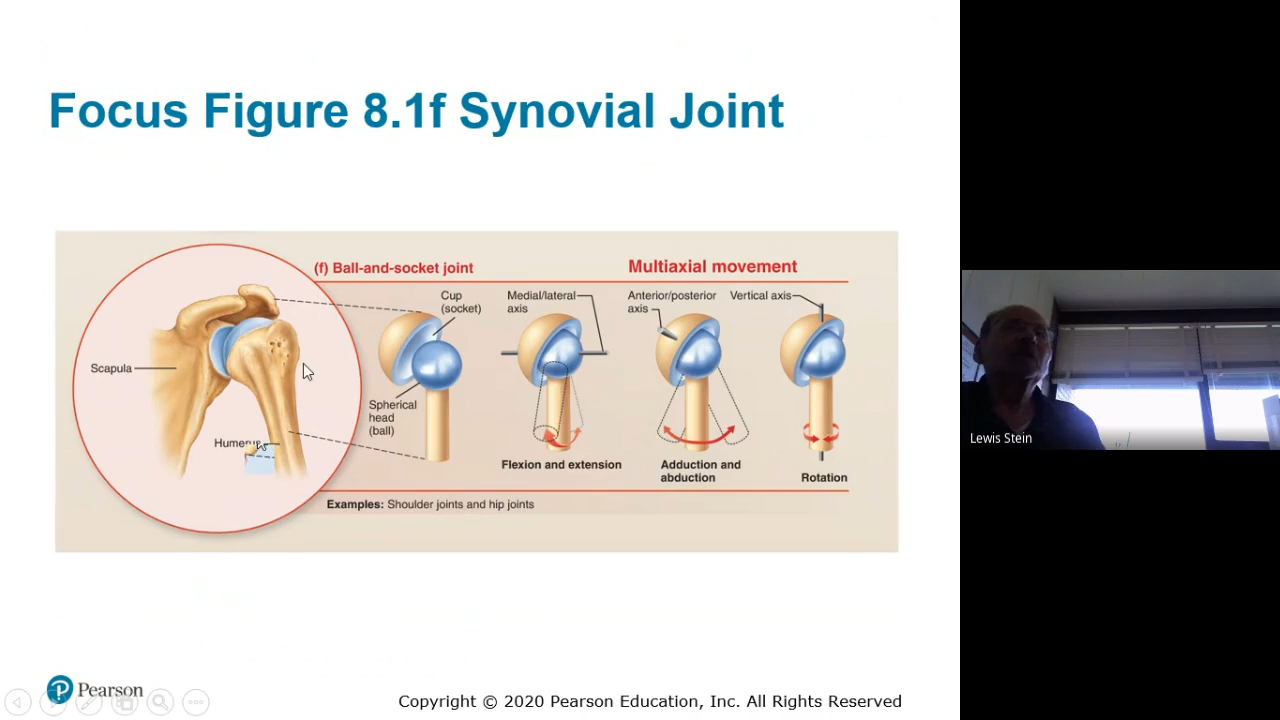 Focus Figure 8.1f Synovial Joint
(f) Ball-and-socket joint
Multiaxial movement
Cup
(socket)
Medial/lateral
axis
Anterior/posterior
axis
Vertical axis
Scapula
Spherical
head
(ball)
Humerus
Flexion and extension
Adduction and
abduction
Rotation
Examples: Shoulder joints and hip joints
Lewis Stein
Pearson
Copyright © 2020 Pearson Education, Inc. All Rights Reserved